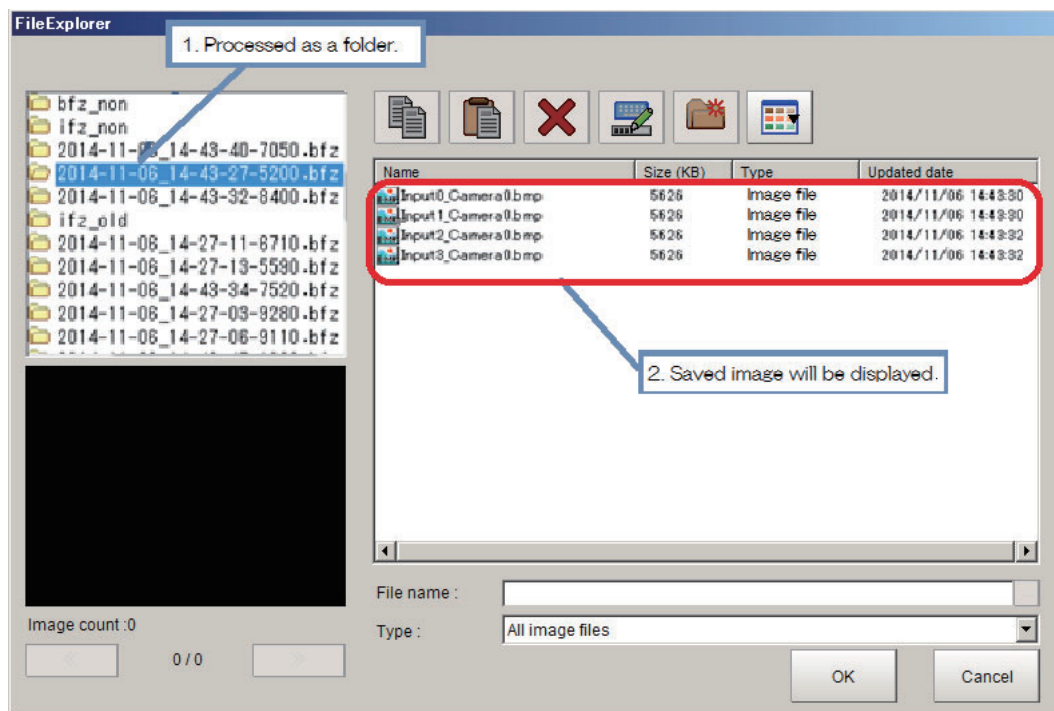 FileExplorer
1. Processed as a folder.
bfz_non
ifz_non
2014-11-06_14-43-40-7050.bfz
2014-11-06_14-43-27-5200.bfz
2014-11-06_14-43-32-8400.bfz
ifz_old
2014-11-06_14-27-11-6710.bfz
2014-11-06_14-27-13-5590.bfz
2014-11-06_14-43-34-7520.bfz
2014-11-06_14-27-03-9280.bfz
2014-11-06_14-27-06-9110.bfz
Name Size (KB) Type Updated date
Input0_Camera0.bmp 5626 Image file 2014/11/06 14:43:30
Input1_Camera0.bmp 5626 Image file 2014/11/06 14:43:30
Input2_Camera0.bmp 5626 Image file 2014/11/06 14:43:32
Input3_Camera0.bmp 5626 Image file 2014/11/06 14:43:32
2. Saved image will be displayed.
File name :
Image count :0
Type : All image files
0 / 0
OK Cancel